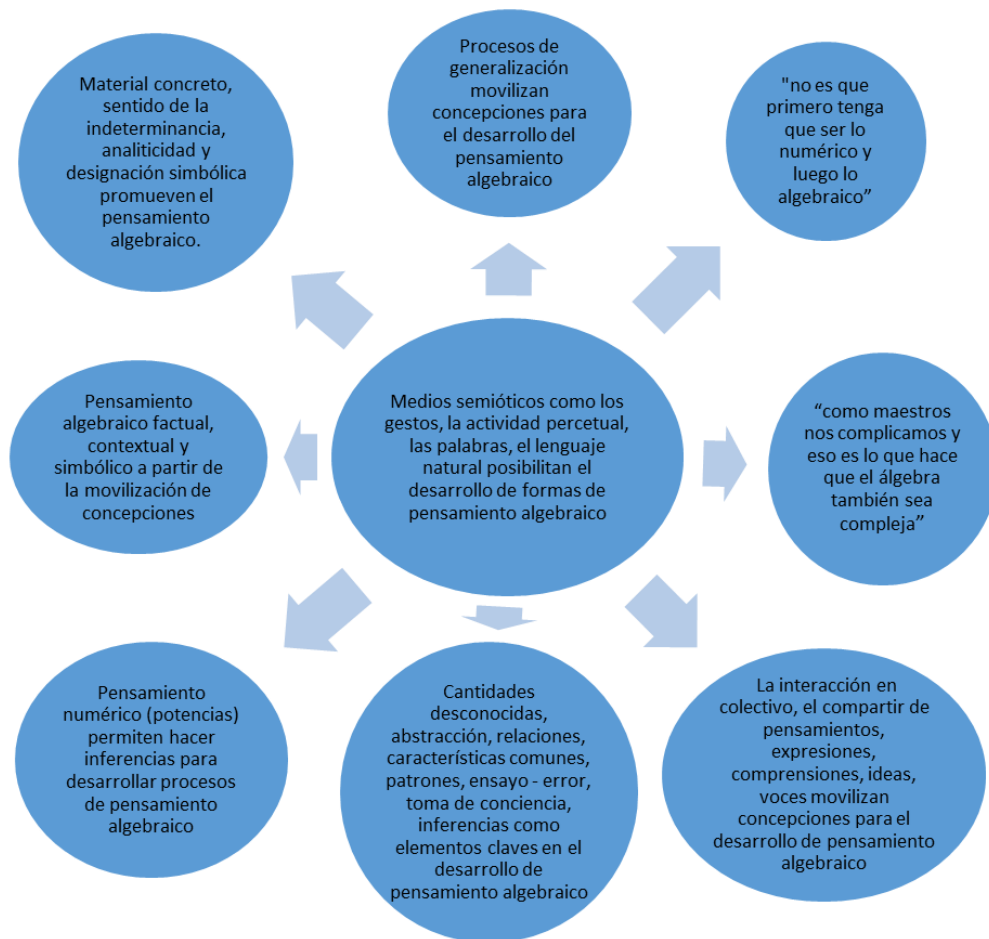 Material concreto,
sentido de la
indeterminancia,
analiticidad y
designación simbólica
promueven el
pensamiento
algebraico.
Procesos de
generalización
movilizan
concepciones para
el desarrollo del
pensamiento
algebraico
"no es que
primero tenga
que ser lo
numérico y
luego lo
algebraico”
Pensamiento
algebraico factual,
contextual y
simbólico a partir de
la movilización de
concepciones
Medios semióticos como los
gestos, la actividad percetual,
las palabras, el lenguaje
natural posibilitan el
desarrollo de formas de
pensamiento algebraico
“como maestros
nos complicamos y
eso es lo que hace
que el álgebra
también sea
compleja”
Pensamiento
numérico (potencias)
permiten hacer
inferencias para
desarrollar procesos
de pensamiento
algebraico
Cantidades
desconocidas,
abstracción, relaciones,
características comunes,
patrones, ensayo - error,
toma de conciencia,
inferencias como
elementos claves en el
desarrollo de
pensamiento algebraico
La interacción en
colectivo, el compartir de
pensamientos,
expresiones,
comprensiones, ideas,
voces movilizan
concepciones para el
desarrollo de pensamiento
algebraico